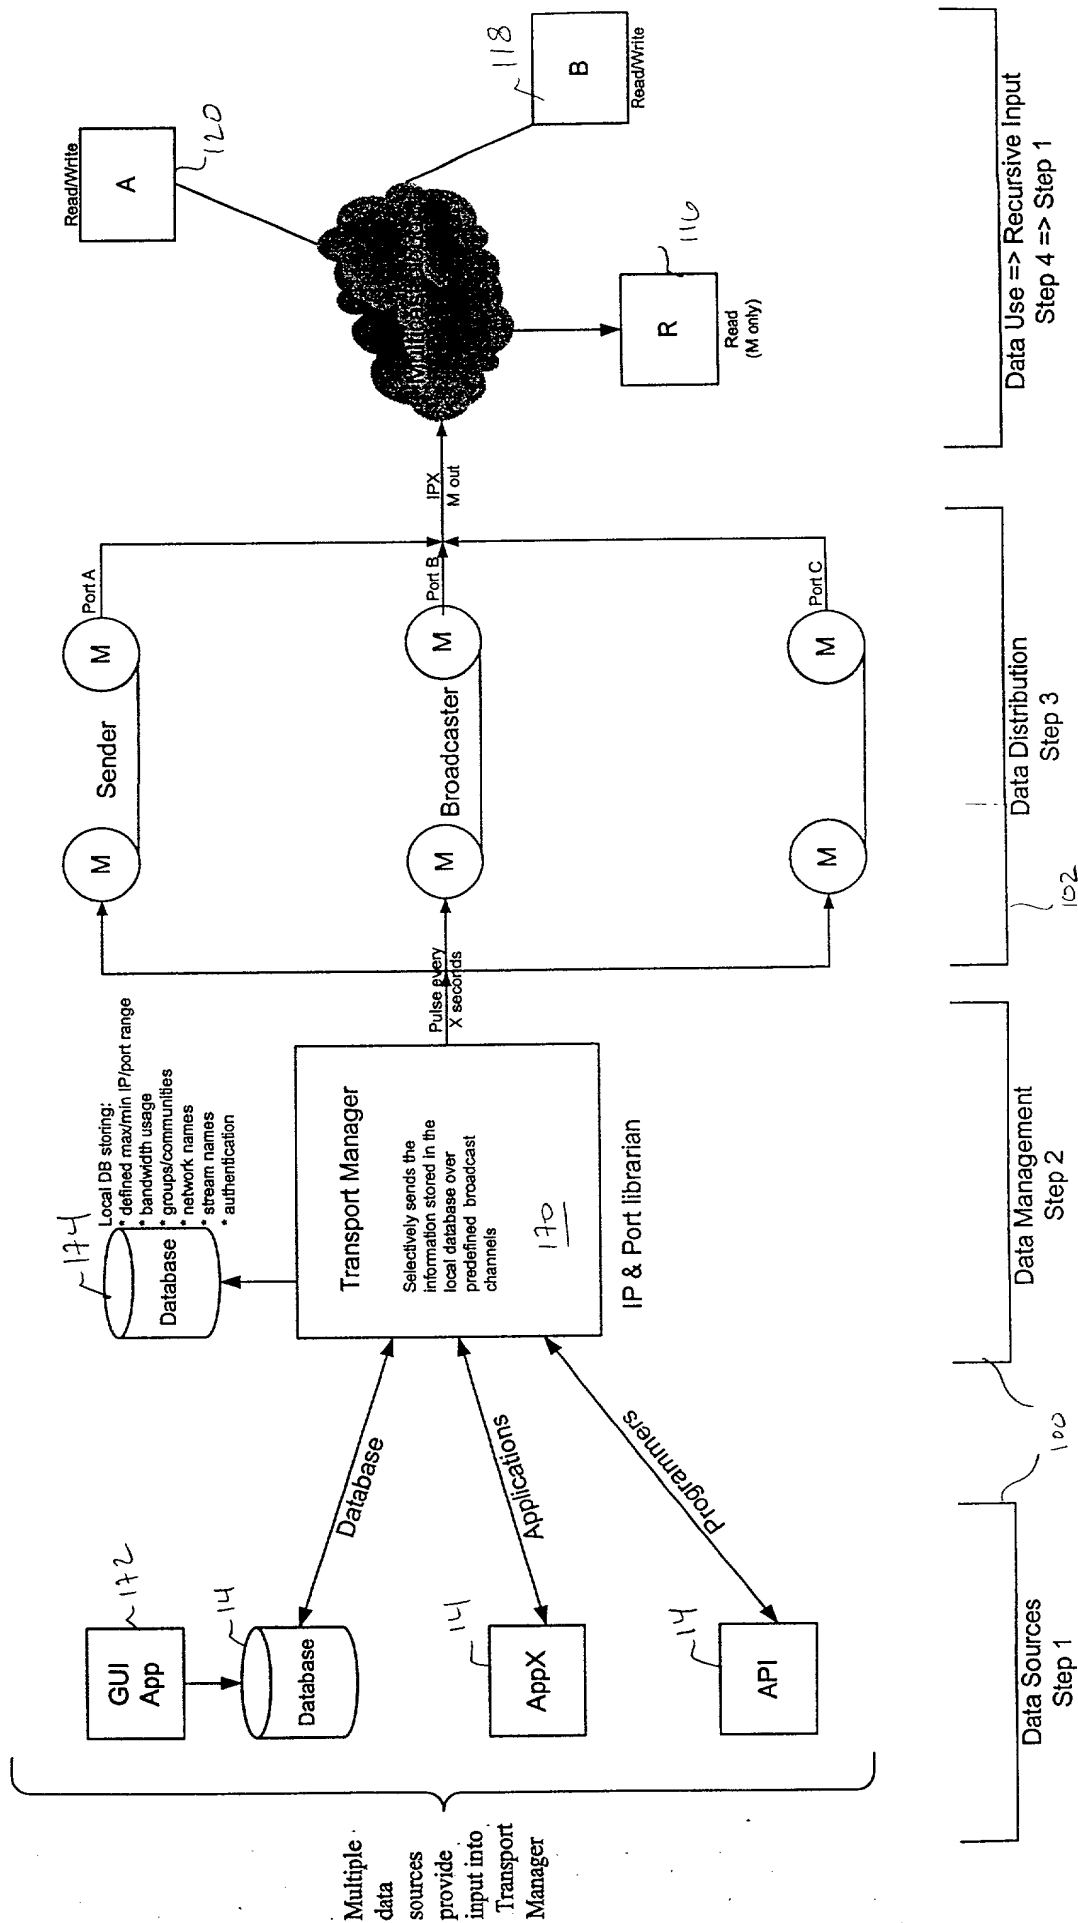 Multiple
data
sources
provide
input into
Transport
Manager
GUI
App
172
Database
14
AppX
14
API
14
Database
Applications
Programmers
Data Sources
Step 1
100
174
Database
Local DB storing:
* defined max/min IP/port range
* bandwidth usage
* groups/communities
* network names
* stream names
* authentication
Transport Manager
Selectively sends the
information stored in the
local database over
predefined broadcast
channels
170
IP & Port librarian
Data Management
Step 2
Pulse every
X seconds
M
Sender
M
Port A
M
Broadcaster
M
Port B
M
M
Port C
IPX
M out
Data Distribution
Step 3
102
Read/Write
A
120
B
118
Read/Write
R
116
Read
(M only)
Data Use => Recursive Input
Step 4 => Step 1